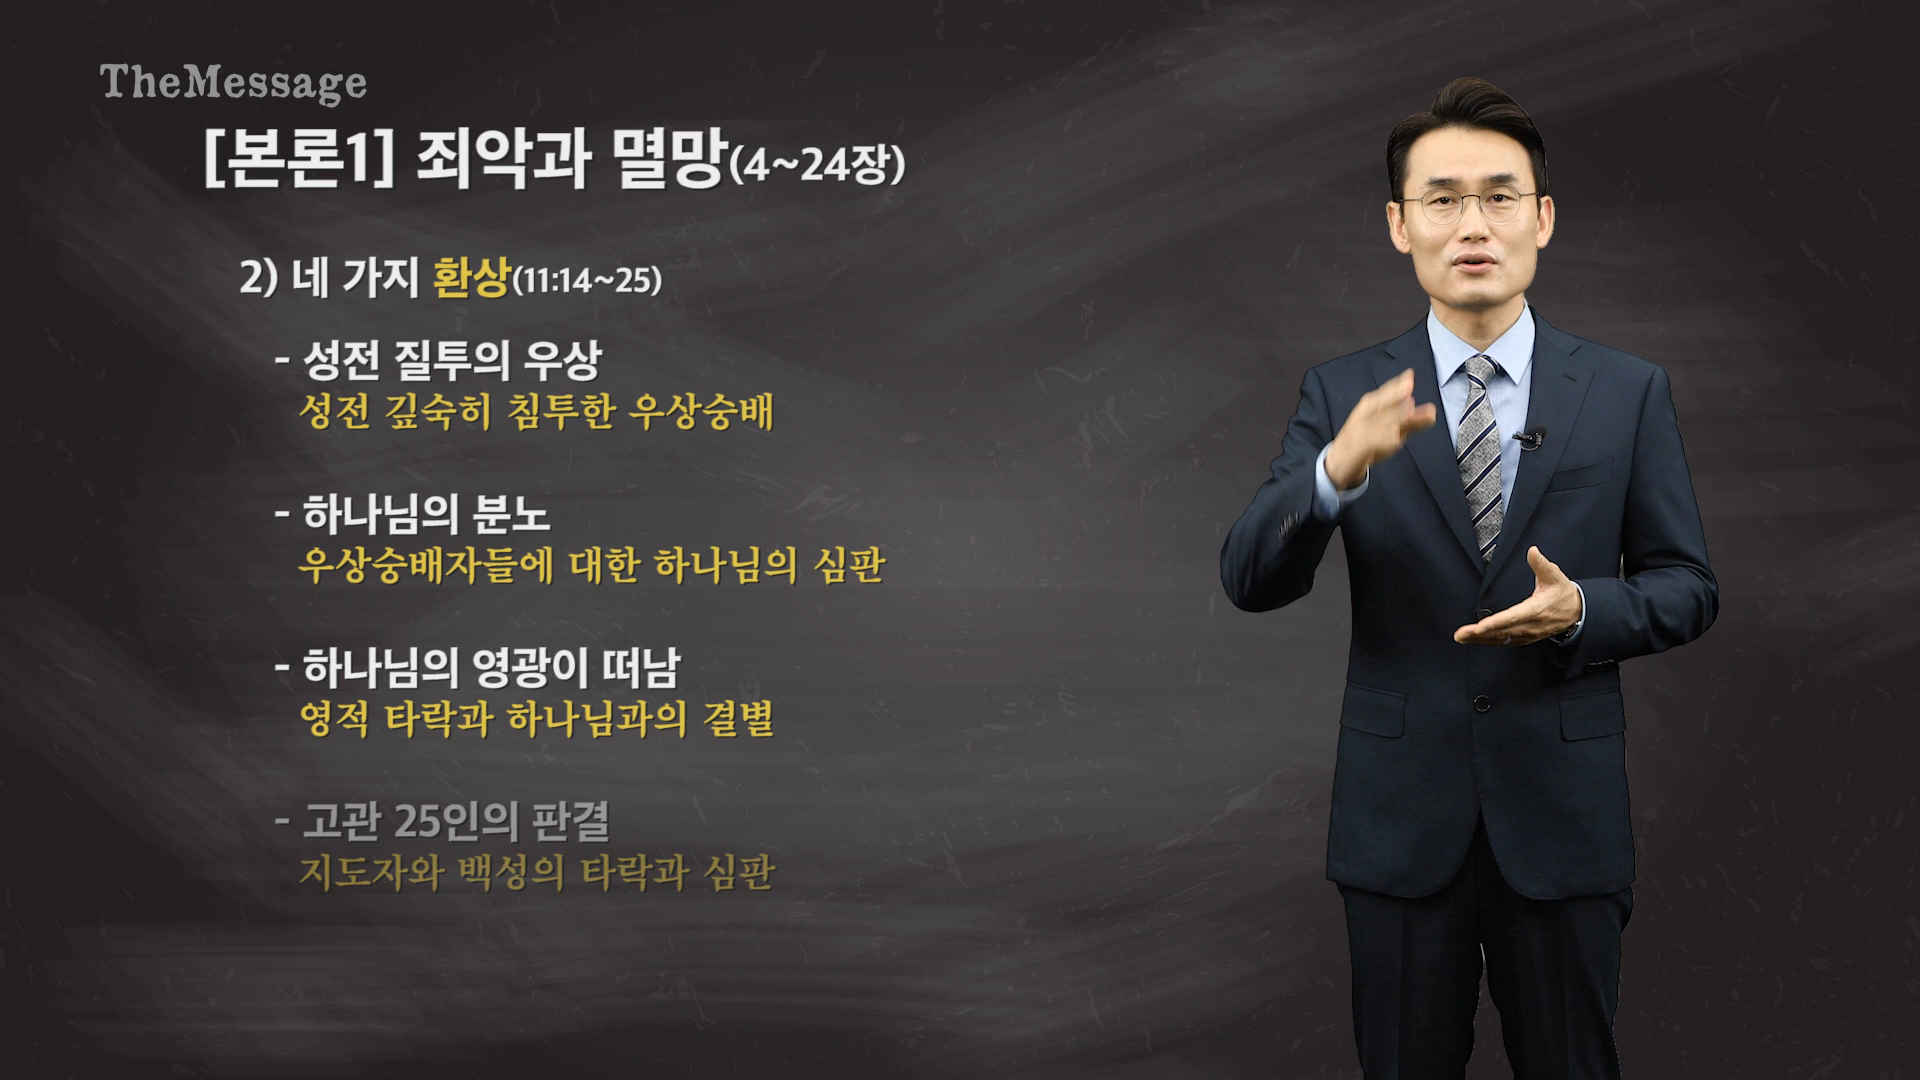 TheMessage
[본론1] 죄악과 멸망(4~24장)
2) 네 가지 환상(11:14~25)
- 성전 질투의 우상
성전 깊숙히 침투한 우상숭배
- 하나님의 분노
우상숭배자들에 대한 하나님의 심판
- 하나님의 영광이 떠남
영적 타락과 하나님과의 결별
- 고관 25인의 판결
지도자와 백성의 타락과 심판